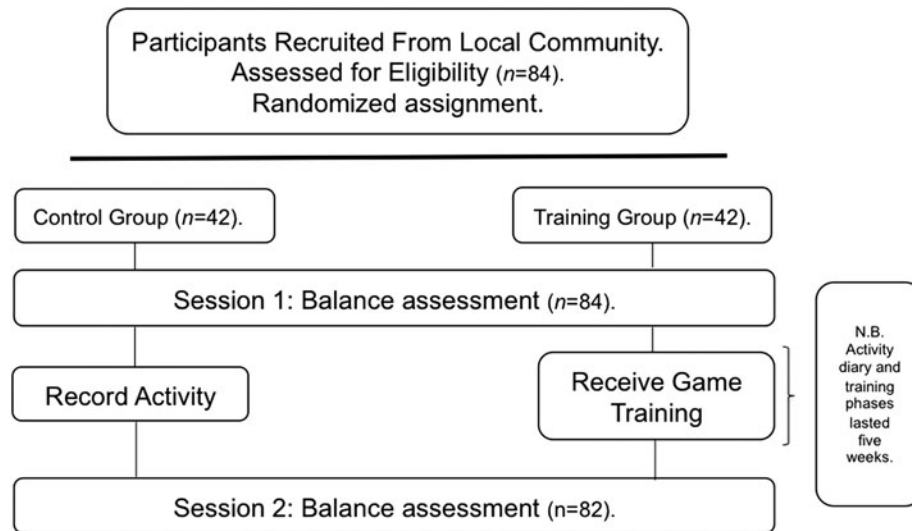 Participants Recruited From Local Community.
Assessed for Eligibility (n=84).
Randomized assignment.
Control Group (n=42).
Training Group (n=42).
Session 1: Balance assessment (n=84).
Record Activity
Receive Game
Training
N.B.
Activity
diary and
training
phases
lasted
five
weeks.
Session 2: Balance assessment (n=82).